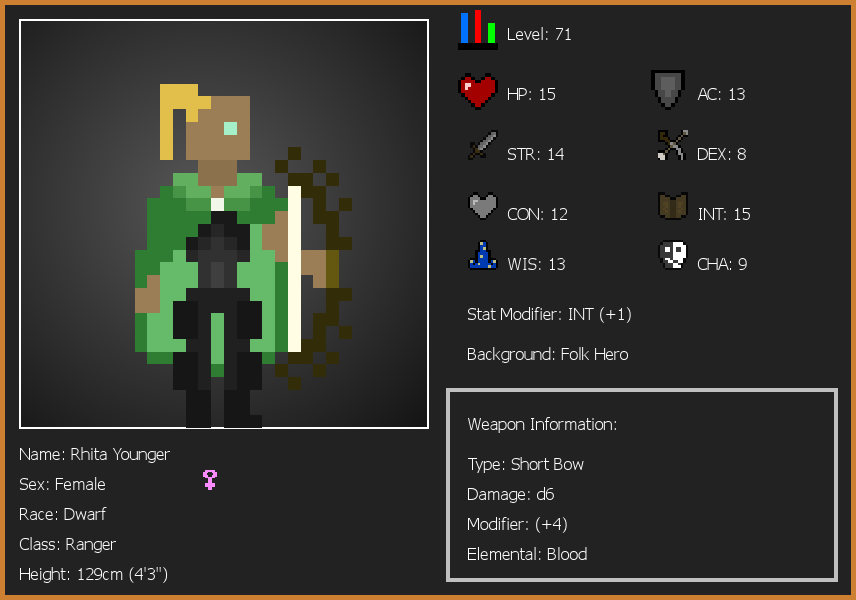 Level: 71
HP: 15
AC: 13
STR: 14
DEX: 8
CON: 12
INT: 15
WIS: 13
CHA: 9
Stat Modifier: INT (+1)
Background: Folk Hero
Weapon Information:
Type: Short Bow
Damage: d6
Modifier: (+4)
Elemental: Blood
Name: Rhita Younger
Sex: Female
Race: Dwarf
Class: Ranger
Height: 129cm (4'3")